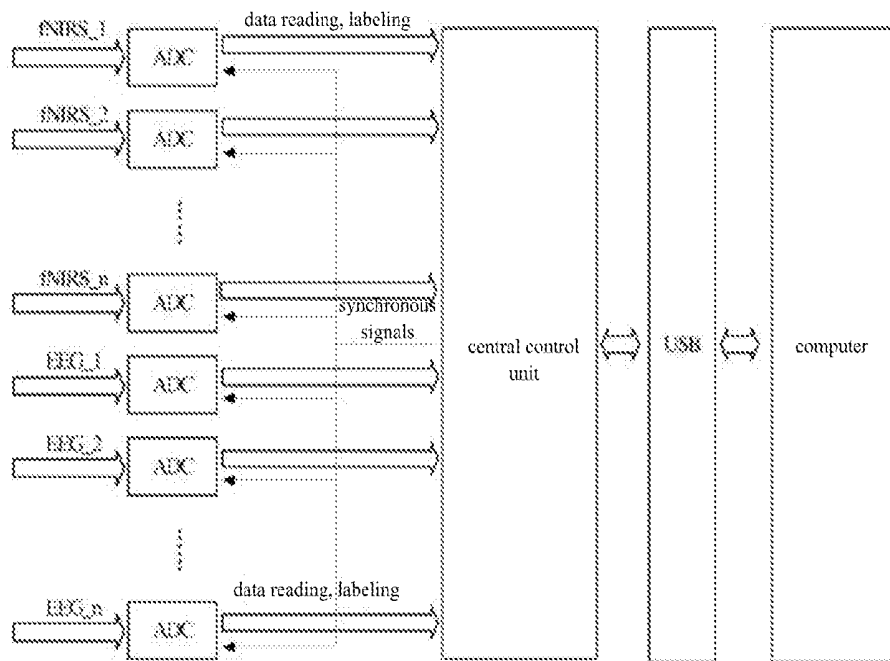 fNIRS_1
data reading, labeling
ADC
fNIRS_2
ADC
fNIRS_n
ADC
synchronous
signals
EEG_1
ADC
central control
unit
USB
computer
EEG_2
ADC
EEG_n
data reading, labeling
ADC